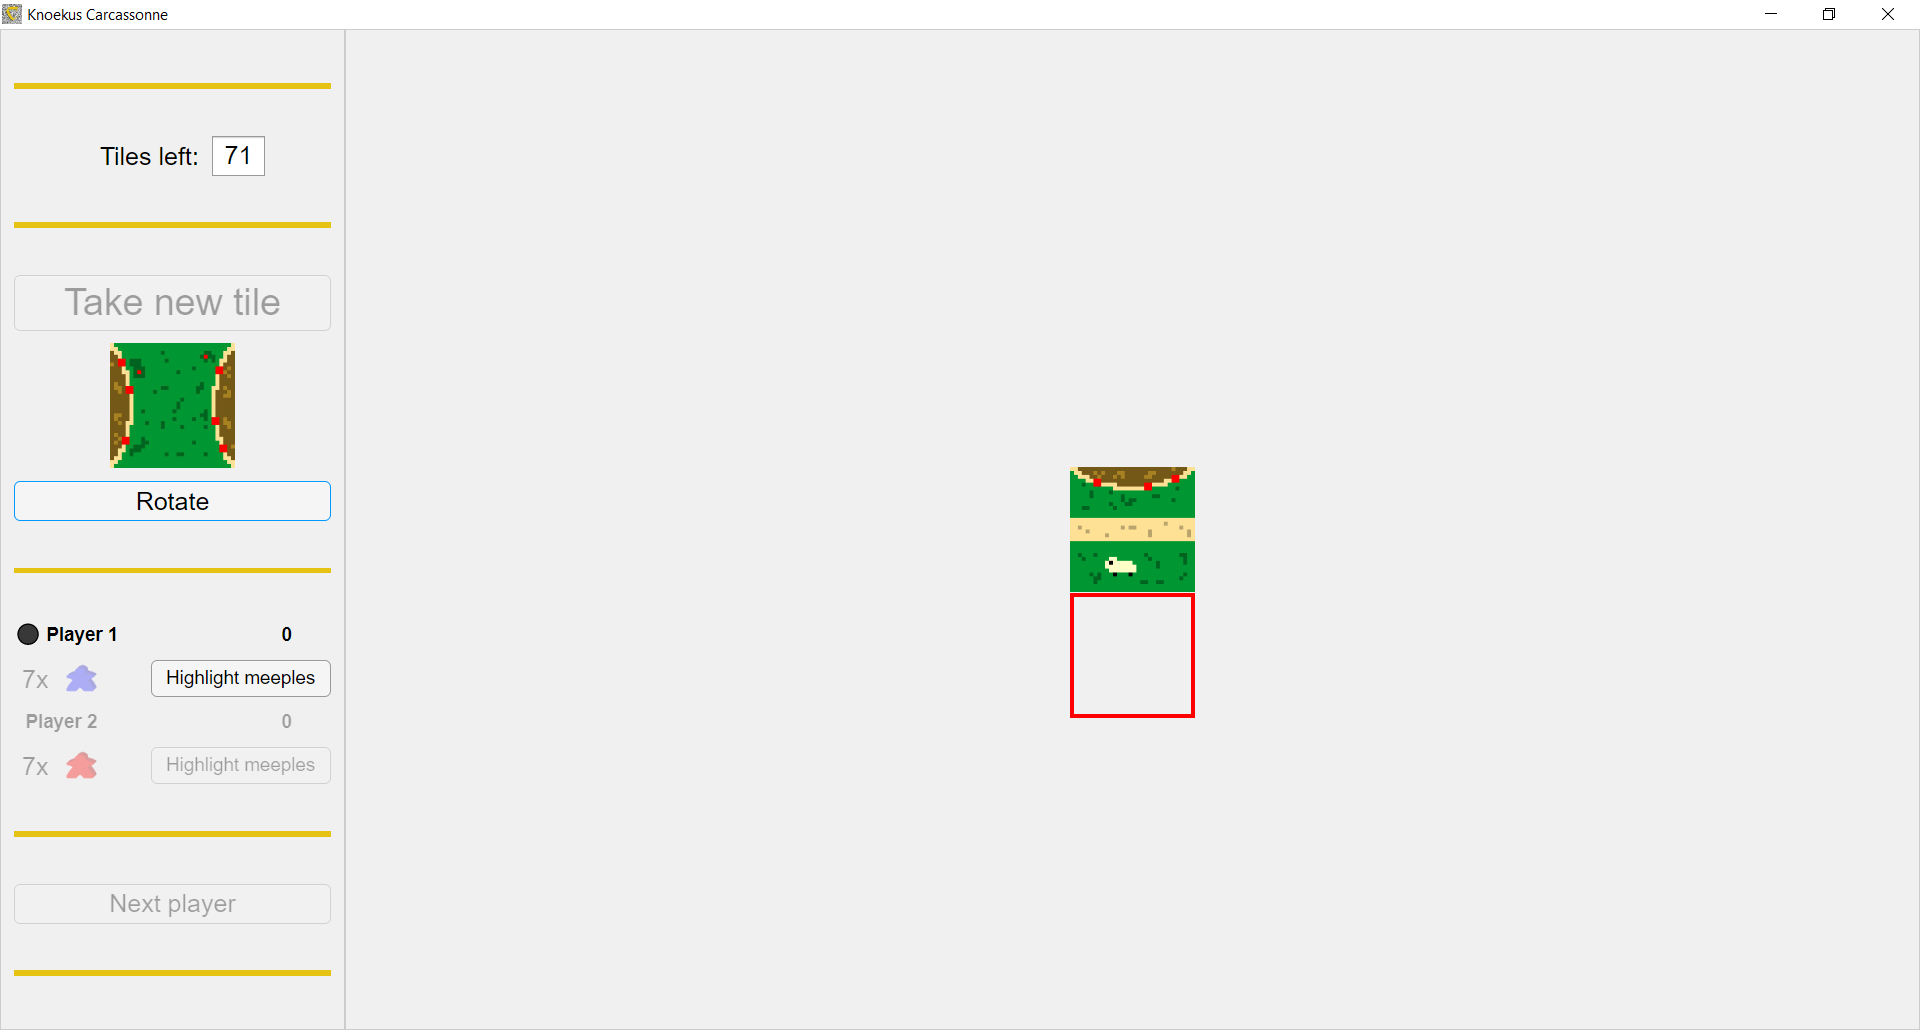 Knoekus Carcassonne
Tiles left: 71
Take new tile
Rotate
Player 1 0
7x Highlight meeples
Player 2 0
7x Highlight meeples
Next player